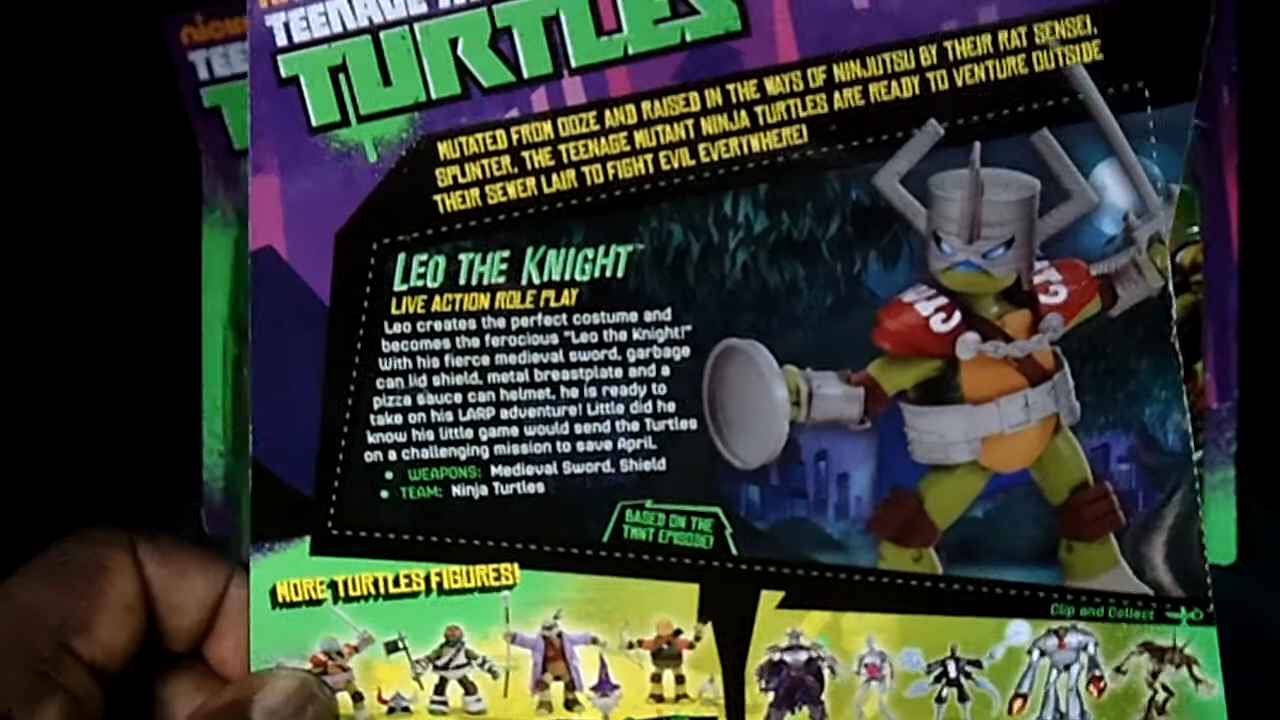 TEENAGE
TURTLES
MUTATED FROM OOZE AND RAISED IN THE WAYS OF NINJUTSU BY THEIR RAT SENSEI,
SPLINTER, THE TEENAGE MUTANT NINJA TURTLES ARE READY TO VENTURE OUTSIDE
THEIR SEWER LAIR TO FIGHT EVIL EVERYWHERE!
LEO THE KNIGHT™
LIVE ACTION ROLE PLAY
Leo creates the perfect costume and
becomes the ferocious "Leo the Knight!"
With his fierce medieval sword, garbage
can lid shield, metal breastplate and a
pizza sauce can helmet, he is ready to
take on his LARP adventure! Little did he
know his little game would send the Turtles
on a challenging mission to save April.
• WEAPONS: Medieval Sword, Shield
• TEAM: Ninja Turtles
BASED ON THE
TMNT EPISODE!
MORE TURTLES FIGURES!
Clip and Collect